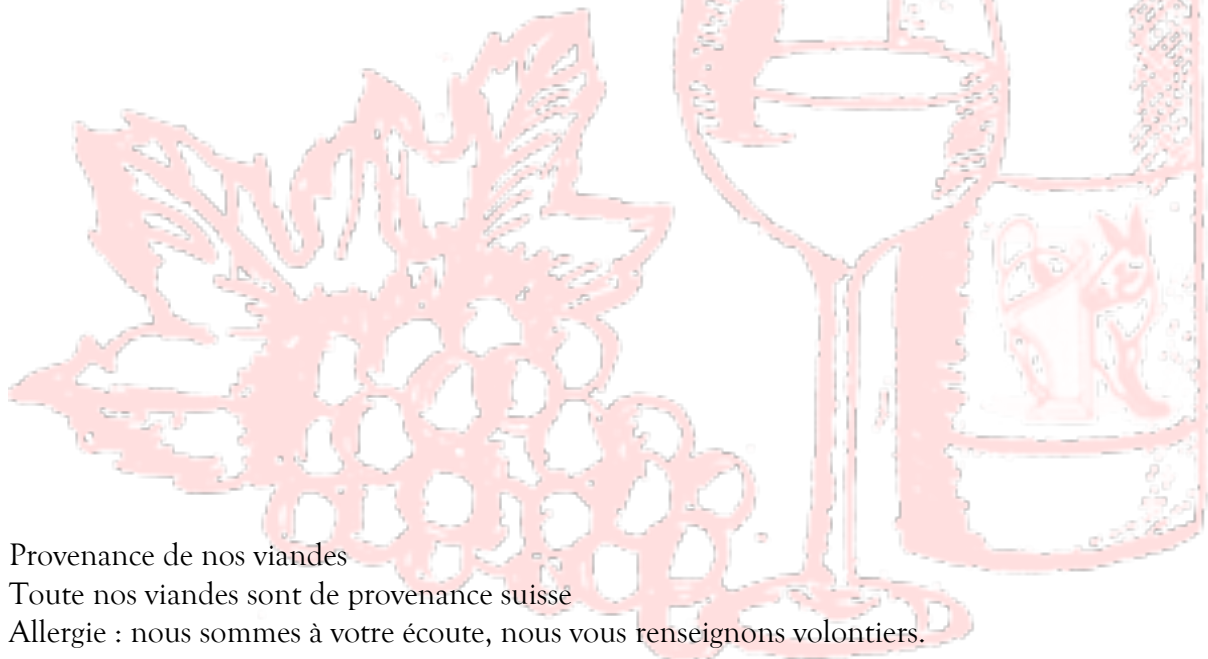 Provenance de nos viandes
Toute nos viandes sont de provenance suisse
Allergie : nous sommes à votre écoute, nous vous renseignons volontiers.